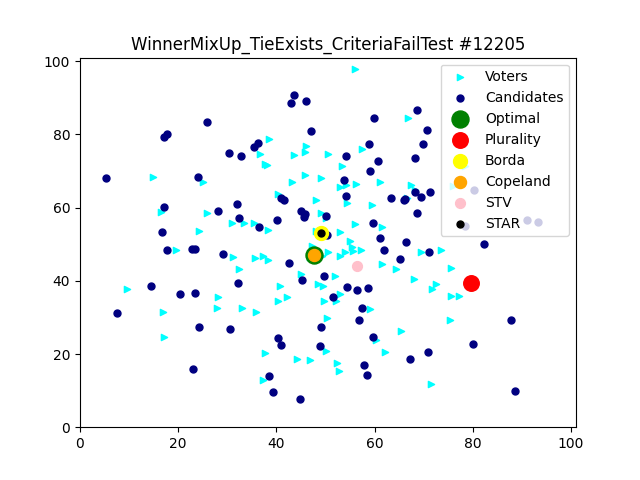 WinnerMixUp_TieExists_CriteriaFailTest #12205
100
80
60
40
20
0
0 20 40 60 80 100
Voters
Candidates
Optimal
Plurality
Borda
Copeland
STV
STAR